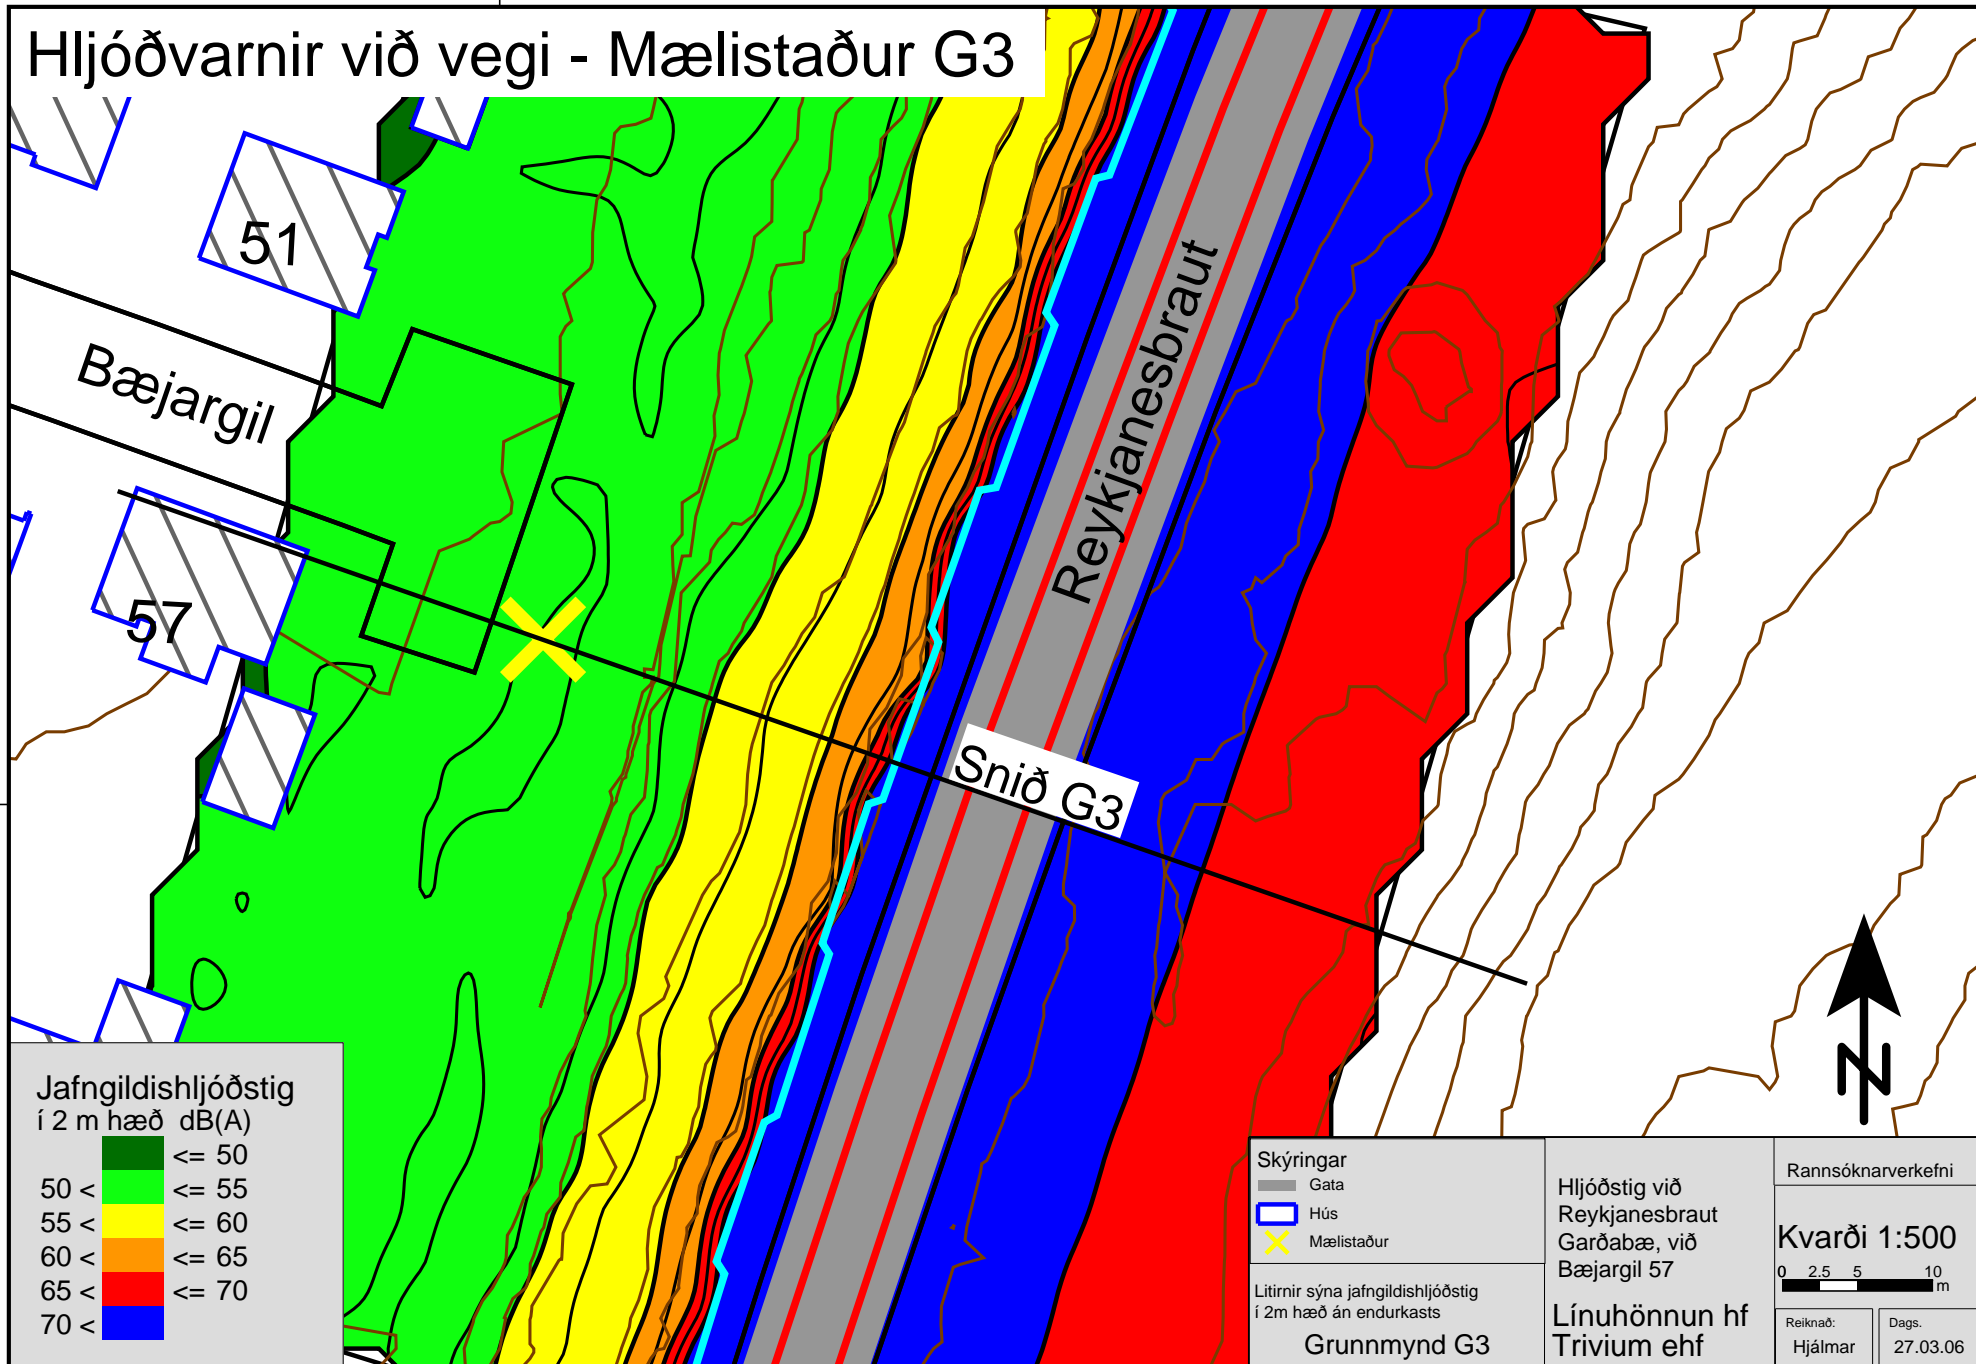 Hljóðvarnir við vegi - Mælistaður G3
51
Bæjargil
57
Reykjanesbraut
Snið G3
N
Jafngildishljóðstig
í 2 m hæð dB(A)
<= 50
50 < <= 55
55 < <= 60
60 < <= 65
65 < <= 70
70 <
Skýringar
Gata
Hús
Mælistaður
Litirnir sýna jafngildishljóðstig
í 2m hæð án endurkasts
Grunnmynd G3
Hljóðstig við
Reykjanesbraut
Garðabæ, við
Bæjargil 57
Línuhönnun hf
Trivium ehf
Rannsóknarverkefni
Kvarði 1:500
0 2.5 5 10
m
Reiknað:
Hjálmar
Dags.
27.03.06